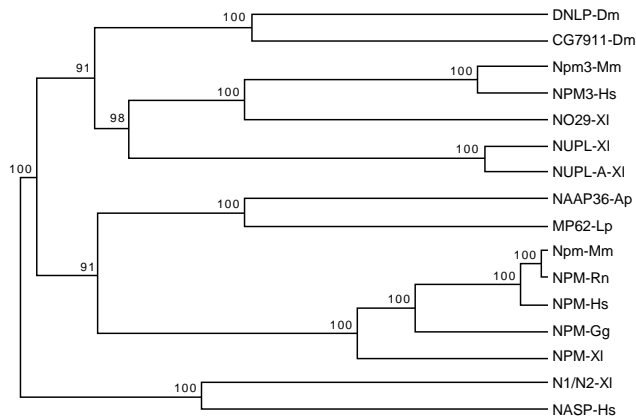 DNLP-Dm
100
CG7911-Dm
91
Npm3-Mm
100
NPM3-Hs
100
98
NO29-Xl
NUPL-Xl
100
NUPL-A-Xl
100
NAAP36-Ap
100
MP62-Lp
Npm-Mm
100
NPM-Rn
100
91
NPM-Hs
100
NPM-Gg
100
NPM-Xl
N1/N2-Xl
100
NASP-Hs